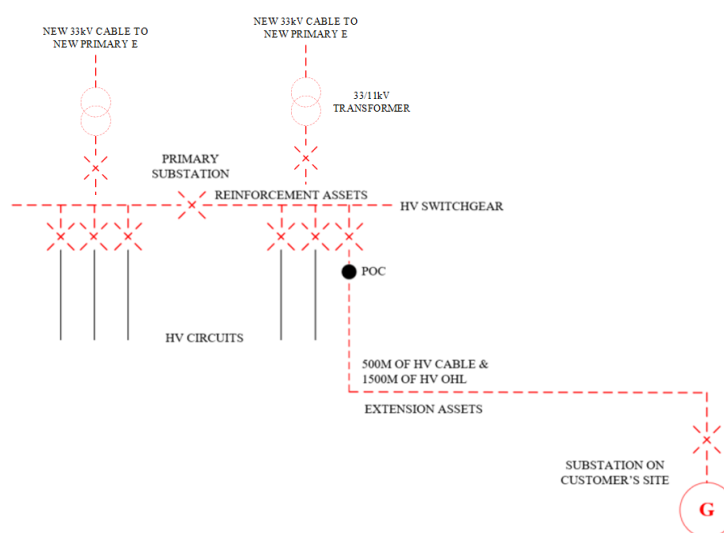 NEW 33kV CABLE TO
NEW PRIMARY E
NEW 33kV CABLE TO
NEW PRIMARY E
33/11kV
TRANSFORMER
PRIMARY
SUBSTATION
REINFORCEMENT ASSETS
HV SWITCHGEAR
POC
HV CIRCUITS
500M OF HV CABLE &
1500M OF HV OHL
EXTENSION ASSETS
SUBSTATION ON
CUSTOMER'S SITE
G